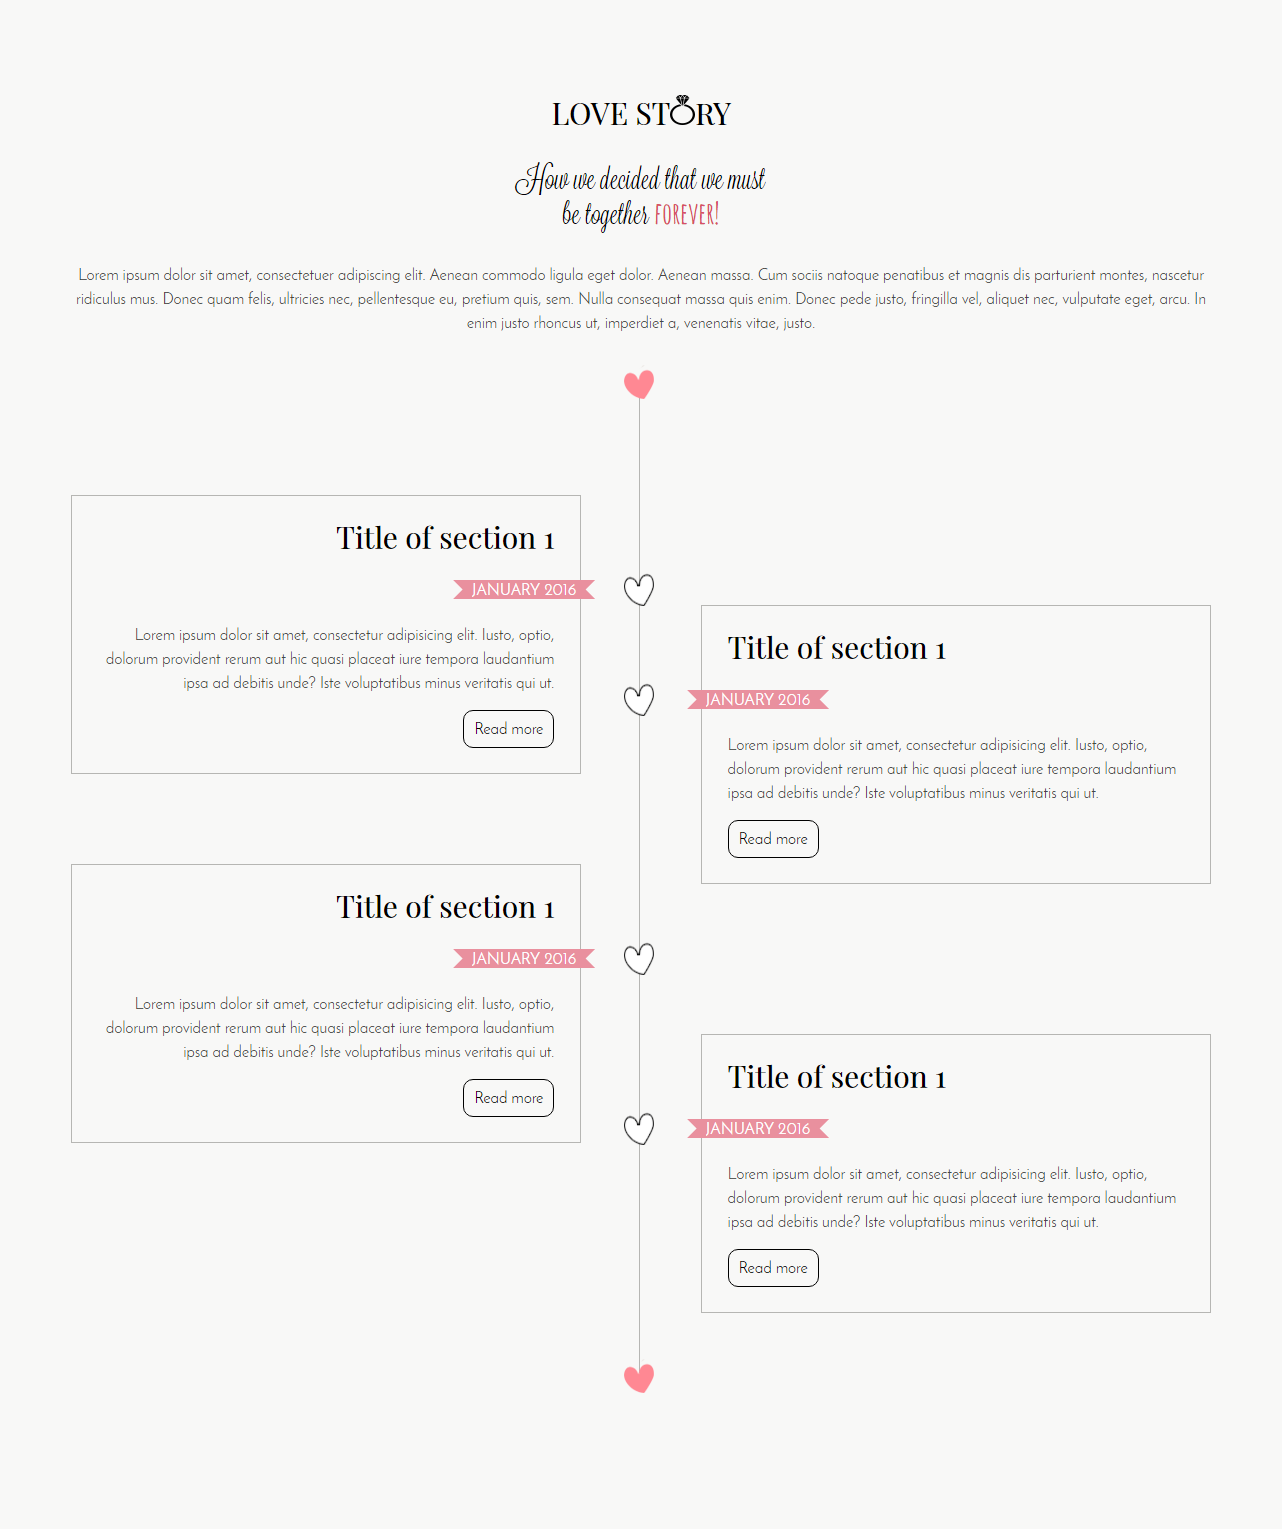 LOVE STORY
How we decided that we must
be together FOREVER!
Lorem ipsum dolor sit amet, consectetuer adipiscing elit. Aenean commodo ligula eget dolor. Aenean massa. Cum sociis natoque penatibus et magnis dis parturient montes, nascetur
ridiculus mus. Donec quam felis, ultricies nec, pellentesque eu, pretium quis, sem. Nulla consequat massa quis enim. Donec pede justo, fringilla vel, aliquet nec, vulputate eget, arcu. In
enim justo rhoncus ut, imperdiet a, venenatis vitae, justo.
Title of section 1
JANUARY 2016
Lorem ipsum dolor sit amet, consectetur adipisicing elit. Iusto, optio,
dolorum provident rerum aut hic quasi placeat iure tempora laudantium
ipsa ad debitis unde? Iste voluptatibus minus veritatis qui ut.
Read more
Title of section 1
JANUARY 2016
Lorem ipsum dolor sit amet, consectetur adipisicing elit. Iusto, optio,
dolorum provident rerum aut hic quasi placeat iure tempora laudantium
ipsa ad debitis unde? Iste voluptatibus minus veritatis qui ut.
Read more
Title of section 1
JANUARY 2016
Lorem ipsum dolor sit amet, consectetur adipisicing elit. Iusto, optio,
dolorum provident rerum aut hic quasi placeat iure tempora laudantium
ipsa ad debitis unde? Iste voluptatibus minus veritatis qui ut.
Read more
Title of section 1
JANUARY 2016
Lorem ipsum dolor sit amet, consectetur adipisicing elit. Iusto, optio,
dolorum provident rerum aut hic quasi placeat iure tempora laudantium
ipsa ad debitis unde? Iste voluptatibus minus veritatis qui ut.
Read more